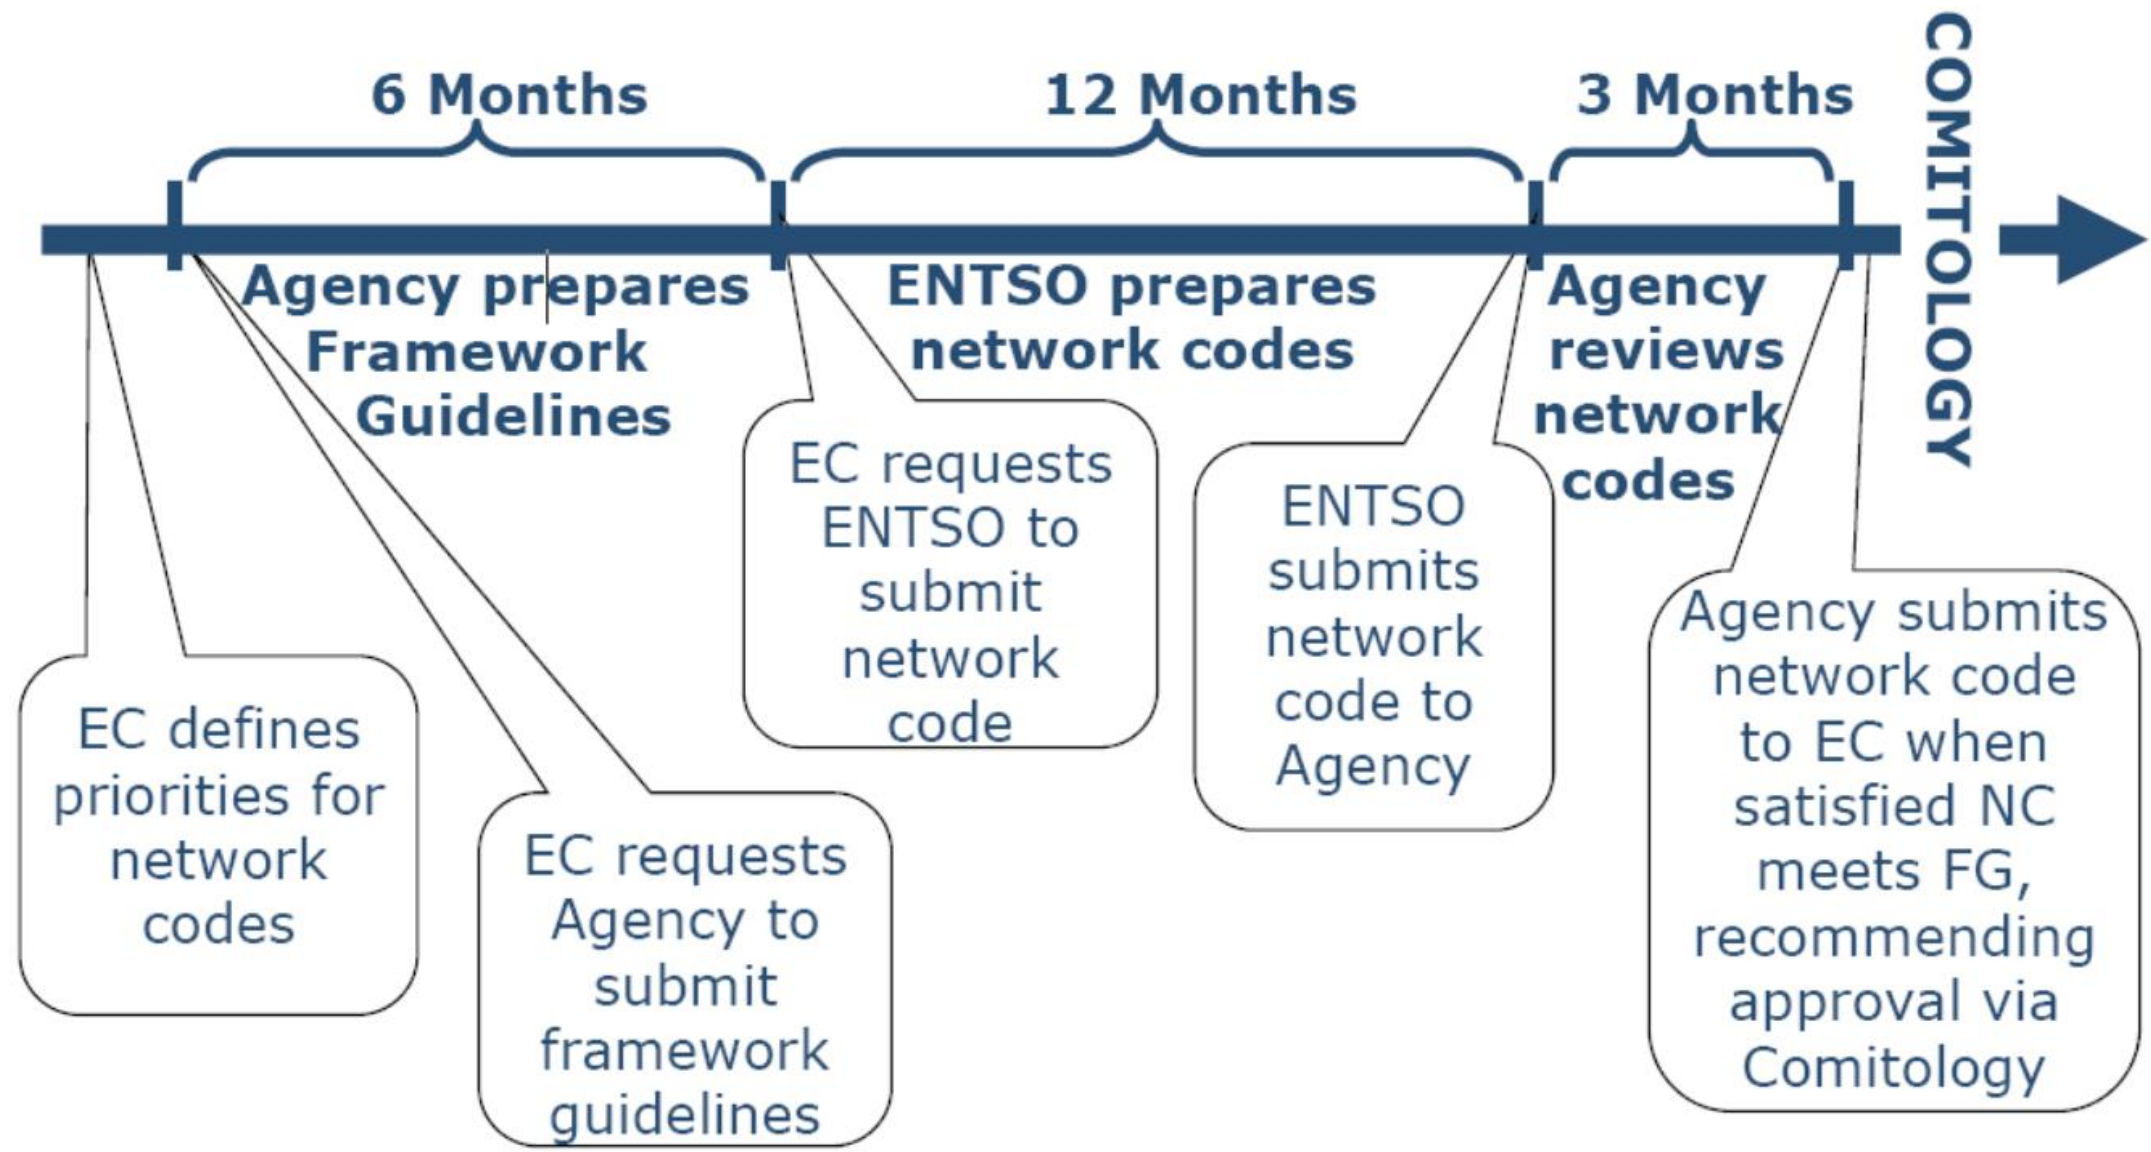 6 Months
12 Months
3 Months
COMITOLOGY
Agency prepares
Framework
Guidelines
ENTSO prepares
network codes
Agency
reviews
network
codes
EC defines
priorities for
network
codes
EC requests
Agency to
submit
framework
guidelines
EC requests
ENTSO to
submit
network
code
ENTSO
submits
network
code to
Agency
Agency submits
network code
to EC when
satisfied NC
meets FG,
recommending
approval via
Comitology